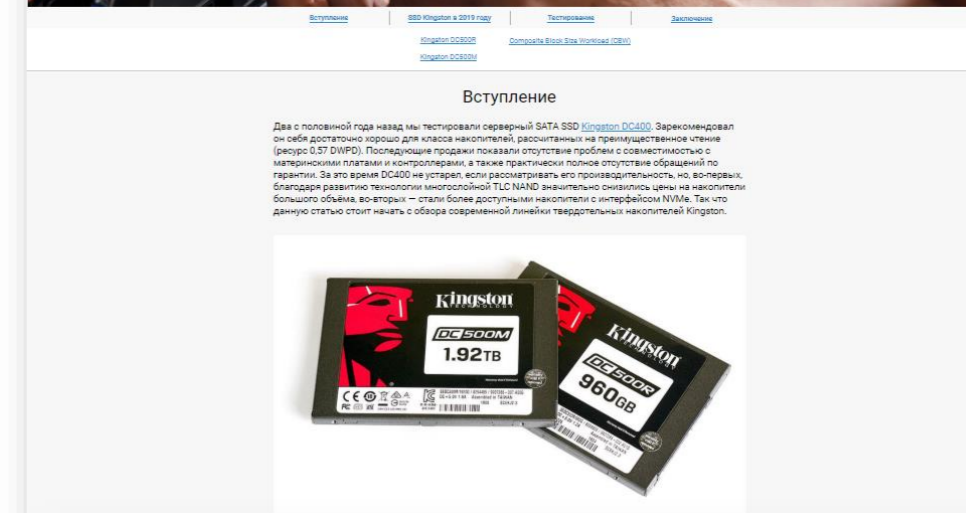 Вступление
SSD Kingston в 2019 году
Тестирование
Заключение
Kingston DC500R
Composite Block Size Workload (CBW)
Kingston DC500M
Вступление
Два с половиной года назад мы тестировали серверный SATA SSD Kingston DC400. Зарекомендовал
он себя достаточно хорошо для класса накопителей, рассчитанных на преимущественное чтение
(ресурс 0,57 DWPD). Последующие продажи показали отсутствие проблем с совместимостью с
материнскими платами и контроллерами, а также практически полное отсутствие обращений по
гарантии. За это время DC400 не устарел, если рассматривать его производительность, но, во-первых,
благодаря развитию технологии многослойной TLC NAND значительно снизились цены на накопители
большого объёма, во-вторых — стали более доступными накопители с интерфейсом NVMe. Так что
данную статью стоит начать с обзора современной линейки твердотельных накопителей Kingston.
Kingston
TECHNOLOGY
DC500M
1.92TB
Kingston
TECHNOLOGY
DC500R
960GB